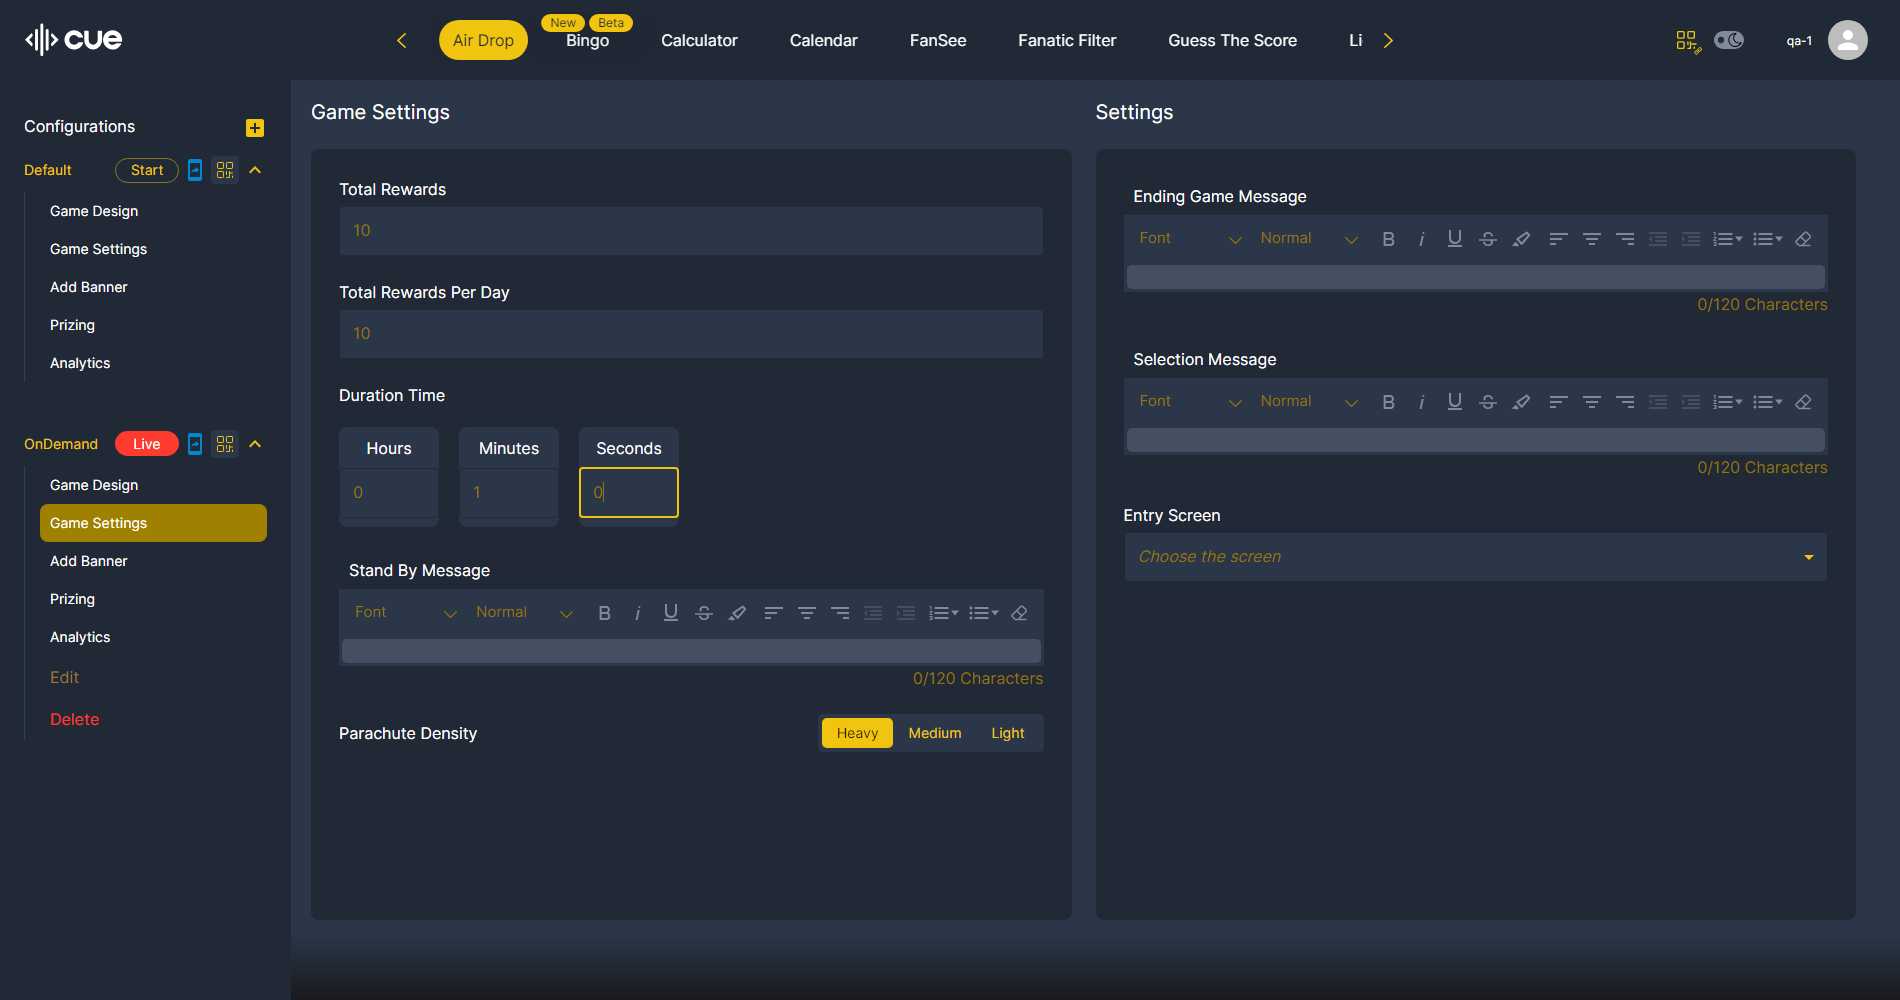 cue
Air Drop
New
Beta
Bingo
Calculator
Calendar
FanSee
Fanatic Filter
Guess The Score
Li
qa-1
Configurations
Default
Start
Game Design
Game Settings
Add Banner
Prizing
Analytics
OnDemand
Live
Game Design
Game Settings
Add Banner
Prizing
Analytics
Edit
Delete
Game Settings
Total Rewards
10
Total Rewards Per Day
10
Duration Time
Hours
Minutes
Seconds
0
1
0
Stand By Message
Font
Normal
0/120 Characters
Parachute Density
Heavy
Medium
Light
Settings
Ending Game Message
Font
Normal
0/120 Characters
Selection Message
Font
Normal
0/120 Characters
Entry Screen
Choose the screen